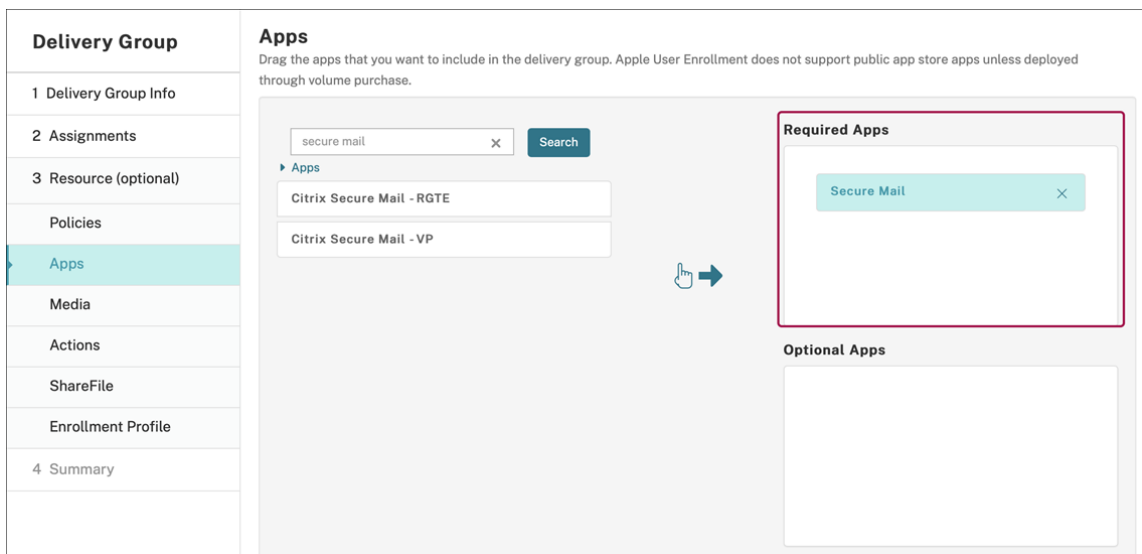 Delivery Group
1 Delivery Group Info
2 Assignments
3 Resource (optional)
Policies
Apps
Media
Actions
ShareFile
Enrollment Profile
4 Summary
Apps
Drag the apps that you want to include in the delivery group. Apple User Enrollment does not support public app store apps unless deployed
through volume purchase.
secure mail
Search
Apps
Citrix Secure Mail - RGTE
Citrix Secure Mail - VP
Required Apps
Secure Mail
Optional Apps